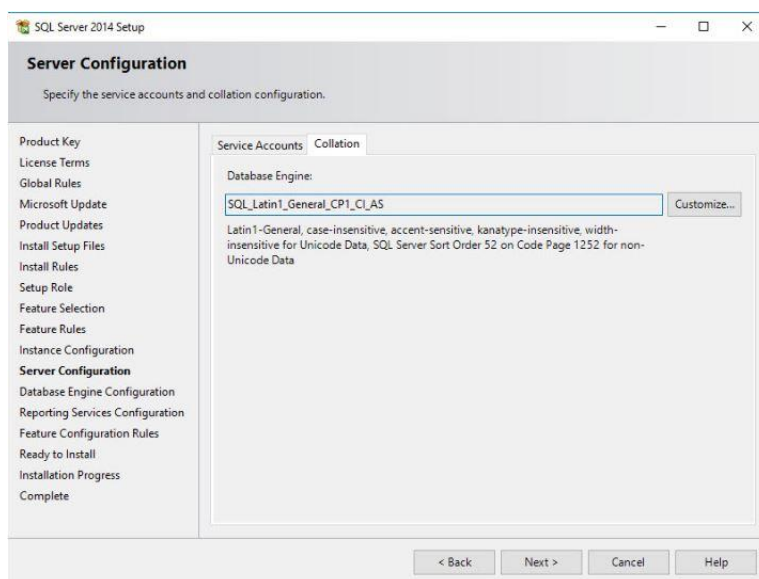 SQL Server 2014 Setup
Server Configuration
Specify the service accounts and collation configuration.
Product Key
License Terms
Global Rules
Microsoft Update
Product Updates
Install Setup Files
Install Rules
Setup Role
Feature Selection
Feature Rules
Instance Configuration
Server Configuration
Database Engine Configuration
Reporting Services Configuration
Feature Configuration Rules
Ready to Install
Installation Progress
Complete
Service Accounts Collation
Database Engine:
SQL_Latin1_General_CP1_CI_AS Customize...
Latin1-General, case-insensitive, accent-sensitive, kanatype-insensitive, width-
insensitive for Unicode Data, SQL Server Sort Order 52 on Code Page 1252 for non-
Unicode Data
< Back Next > Cancel Help